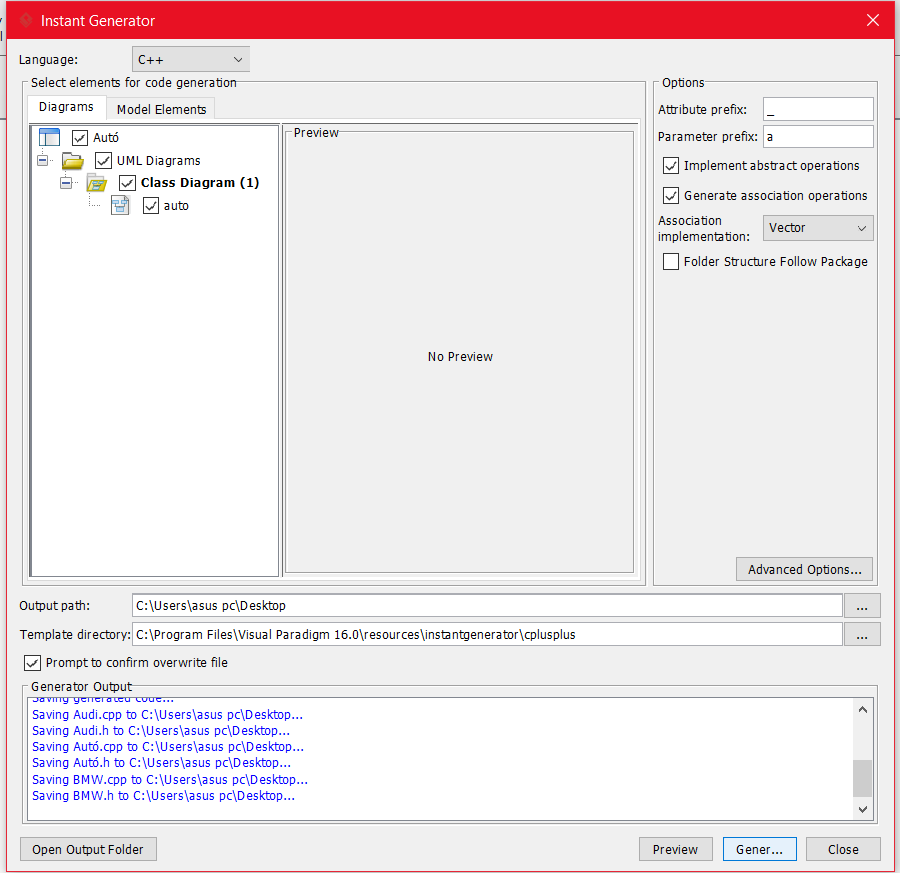 Instant Generator
Language:
C++
Select elements for code generation
Diagrams
Model Elements
Autó
UML Diagrams
Class Diagram (1)
auto
Preview
No Preview
Options
Attribute prefix:
_
Parameter prefix:
a
Implement abstract operations
Generate association operations
Association
implementation:
Vector
Folder Structure Follow Package
Advanced Options...
Output path:
C:\Users\asus pc\Desktop
...
Template directory:
C:\Program Files\Visual Paradigm 16.0\resources\instantgenerator\cplusplus
...
Prompt to confirm overwrite file
Generator Output
Saving generated code...
Saving Audi.cpp to C:\Users\asus pc\Desktop...
Saving Audi.h to C:\Users\asus pc\Desktop...
Saving Autó.cpp to C:\Users\asus pc\Desktop...
Saving Autó.h to C:\Users\asus pc\Desktop...
Saving BMW.cpp to C:\Users\asus pc\Desktop...
Saving BMW.h to C:\Users\asus pc\Desktop...
Open Output Folder
Preview
Gener...
Close